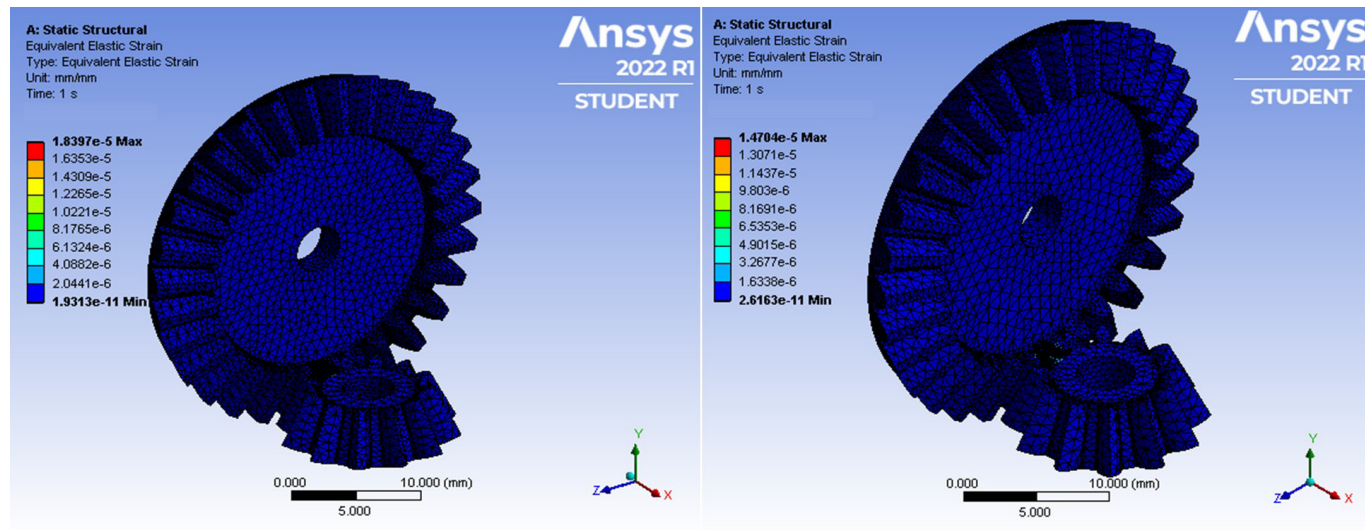 A: Static Structural
Equivalent Elastic Strain
Type: Equivalent Elastic Strain
Unit: mm/mm
Time: 1 s
Ansys
2022 R1
STUDENT
1.8397e-5 Max
1.6353e-5
1.4309e-5
1.2265e-5
1.0221e-5
8.1765e-6
6.1324e-6
4.0882e-6
2.0441e-6
1.9313e-11 Min
0.000 10.000 (mm)
5.000
Y
Z
X
A: Static Structural
Equivalent Elastic Strain
Type: Equivalent Elastic Strain
Unit: mm/mm
Time: 1 s
Ansys
2022 R1
STUDENT
1.4704e-5 Max
1.3071e-5
1.1437e-5
9.803e-6
8.1691e-6
6.5353e-6
4.9015e-6
3.2677e-6
1.6338e-6
2.6163e-11 Min
0.000 10.000 (mm)
5.000
Y
Z
X